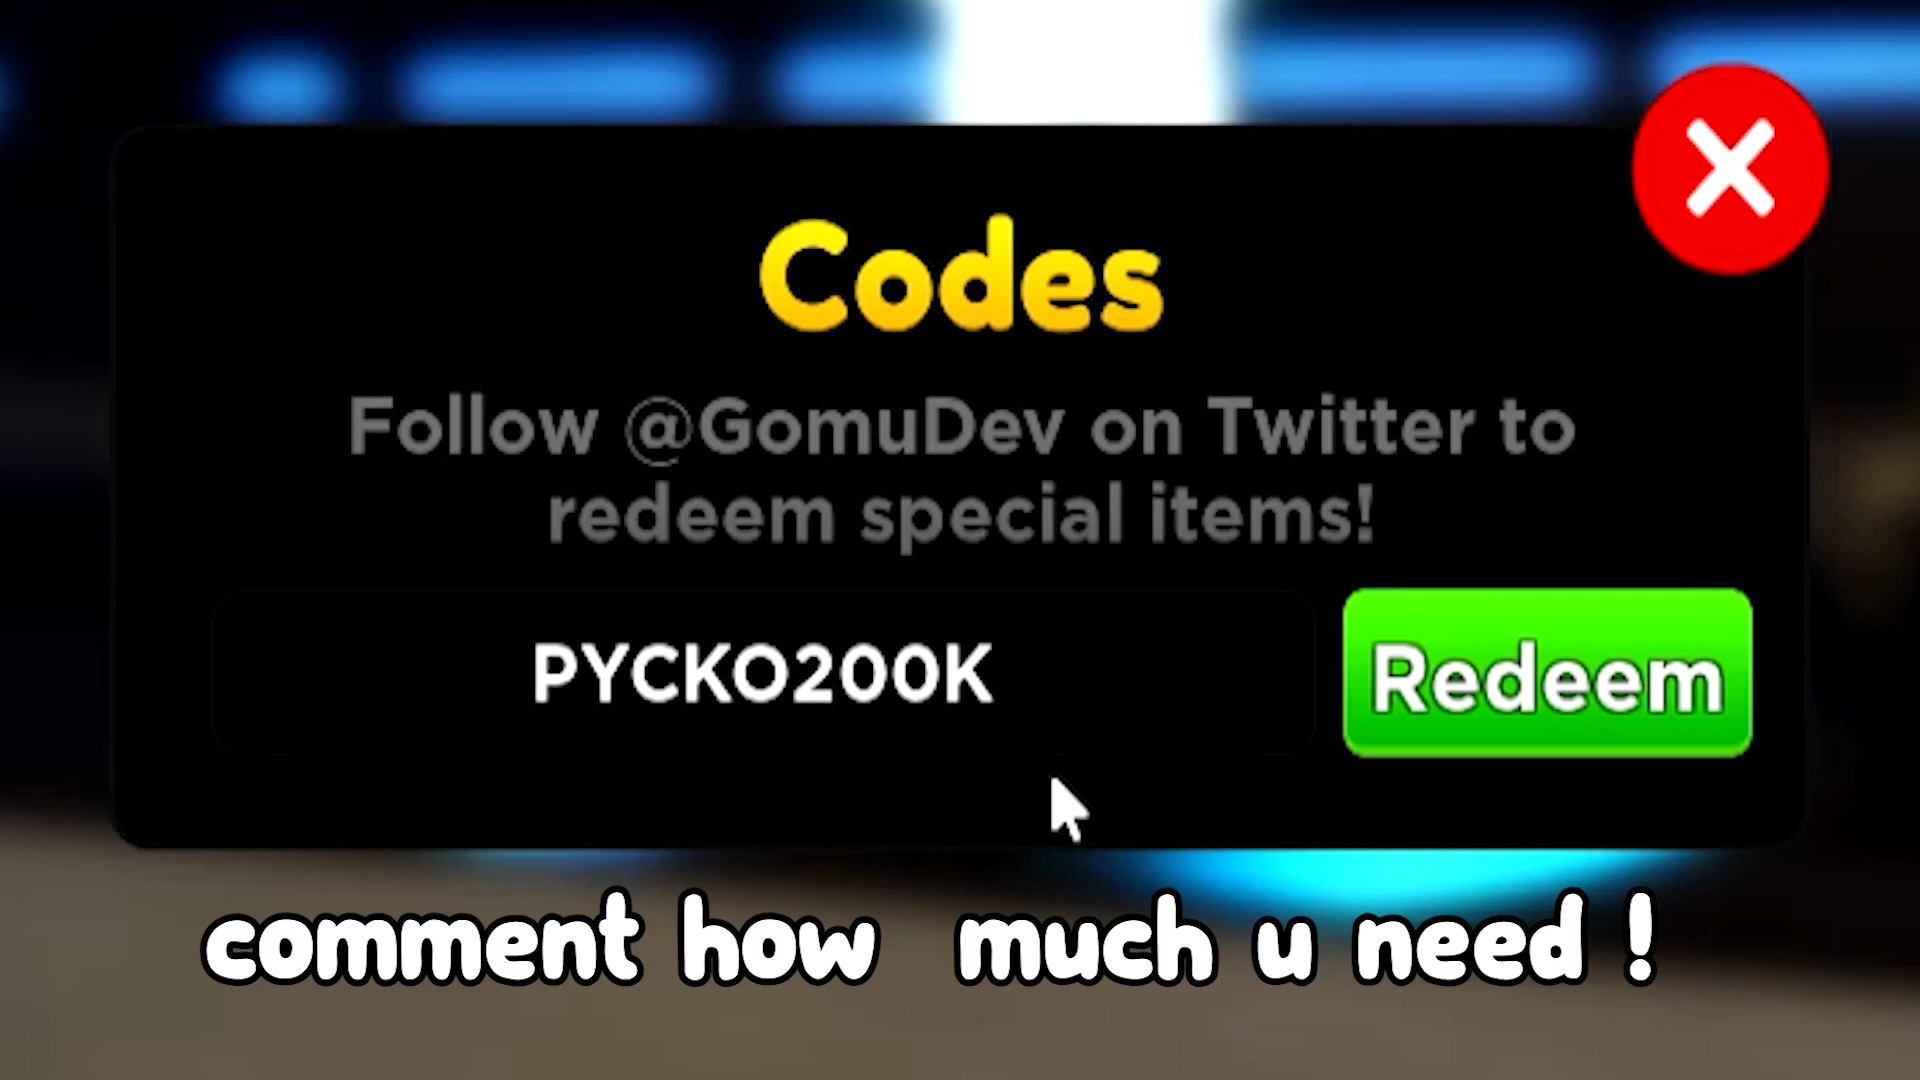 Codes
Follow @GomuDev on Twitter to
redeem special items!
PYCKO200K
Redeem
comment how much u need !